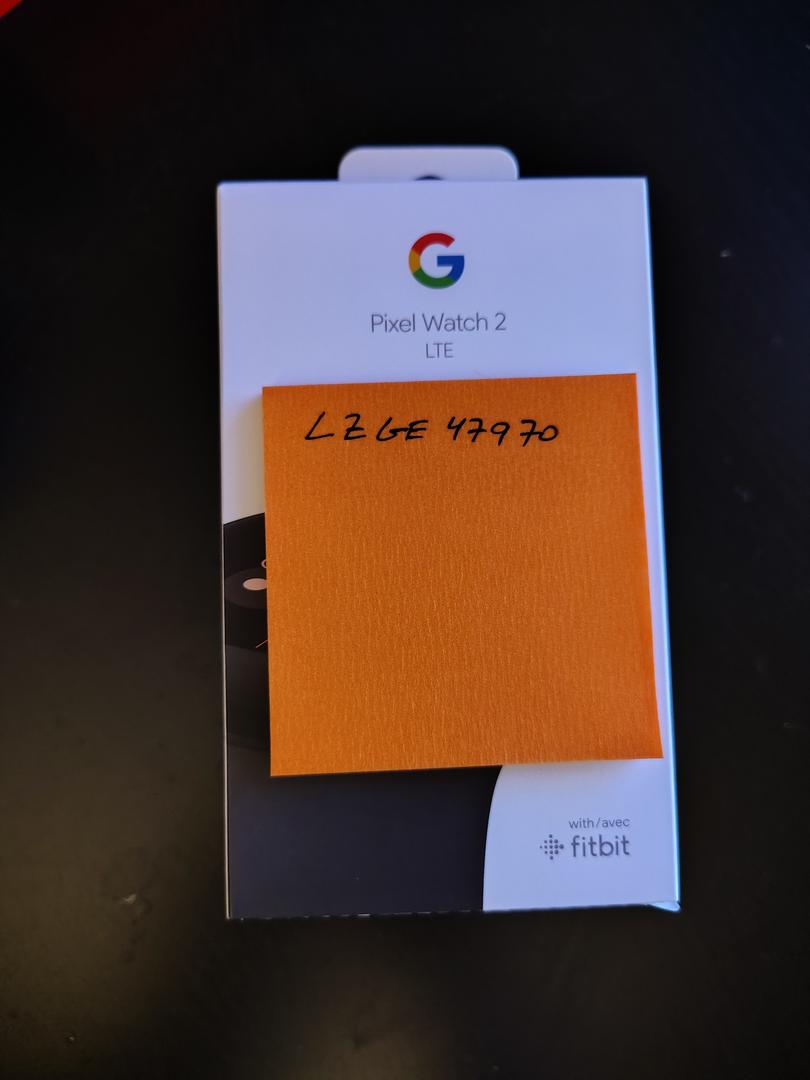 G
Pixel Watch 2
LTE
LZGE 47970
with/avec
fitbit